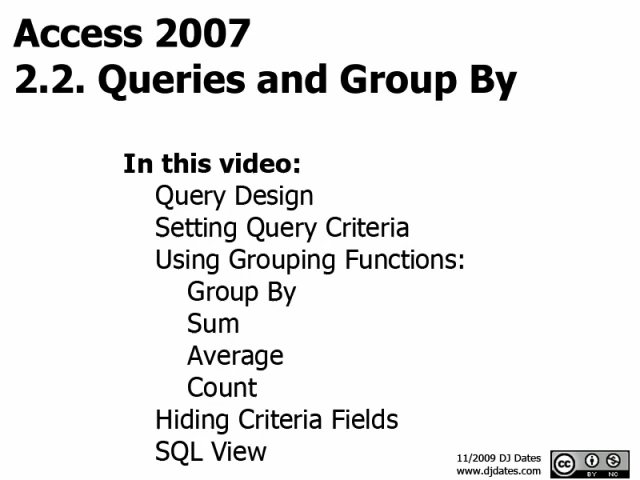 Access 2007
2.2. Queries and Group By
In this video:
Query Design
Setting Query Criteria
Using Grouping Functions:
Group By
Sum
Average
Count
Hiding Criteria Fields
SQL View
11/2009 DJ Dates
www.djdates.com
cc
BY NC